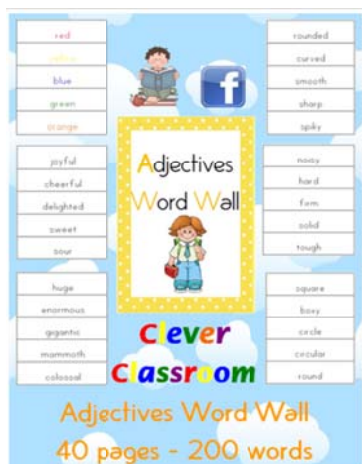 red
yellow
blue
green
orange
joyful
cheerful
delighted
sweet
sour
huge
enormous
gigantic
mammoth
colossal
f
Adjectives
Word Wall
rounded
curved
smooth
sharp
spiky
noisy
hard
firm
solid
tough
square
boxy
circle
circular
round
Clever
Classroom
Adjectives Word Wall
40 pages - 200 words